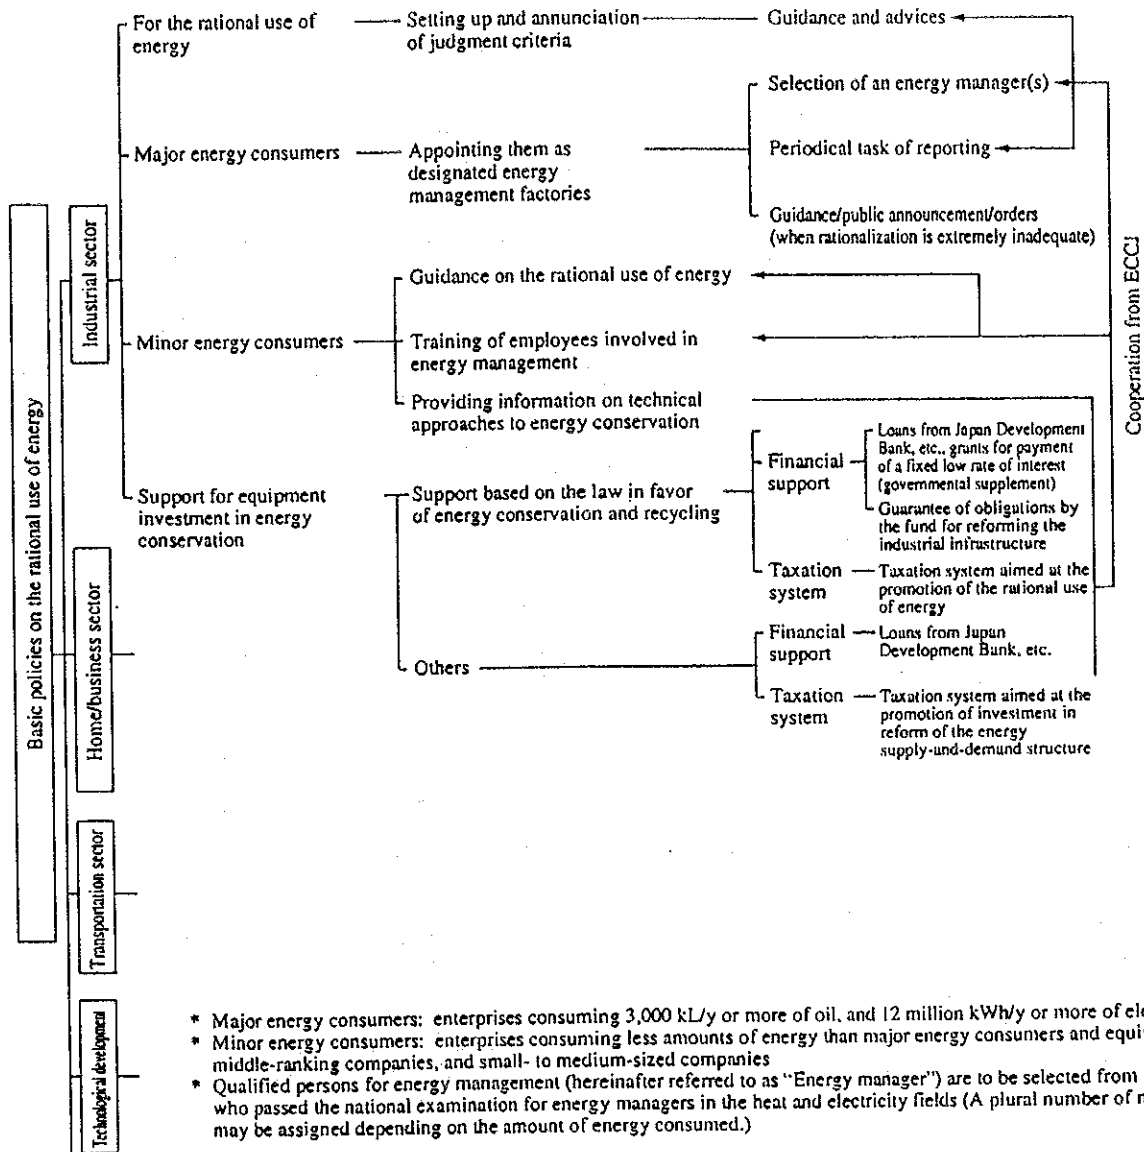 Basic policies on the rational use of energy
Industrial sector
Home/business sector
Transportation sector
Technological development
For the rational use of
energy
Setting up and annunciation
of judgment criteria
Guidance and advices
Major energy consumers
Appointing them as
designated energy
management factories
Selection of an energy manager(s)
Periodical task of reporting
Guidance/public announcement/orders
(when rationalization is extremely inadequate)
Minor energy consumers
Guidance on the rational use of energy
Training of employees involved in
energy management
Providing information on technical
approaches to energy conservation
Support for equipment
investment in energy
conservation
Support based on the law in favor
of energy conservation and recycling
Financial
support
Loans from Japan Development
Bank, etc., grants for payment
of a fixed low rate of interest
(governmental supplement)
Guarantee of obligations by
the fund for reforming the
industrial infrastructure
Taxation
system
Taxation system aimed at the
promotion of the rational use
of energy
Others
Financial
support
Loans from Japan
Development Bank, etc.
Taxation
system
Taxation system aimed at the
promotion of investment in
reform of the energy
supply-and-demand structure
Cooperation from ECCJ
* Major energy consumers: enterprises consuming 3,000 kL/y or more of oil, and 12 million kWh/y or more of
* Minor energy consumers: enterprises consuming less amounts of energy than major energy consumers and
middle-ranking companies, and small- to medium-sized companies
* Qualified persons for energy management (hereinafter referred to as "Energy manager") are to be selected from
who passed the national examination for energy managers in the heat and electricity fields (A plural number of
may be assigned depending on the amount of energy consumed.)